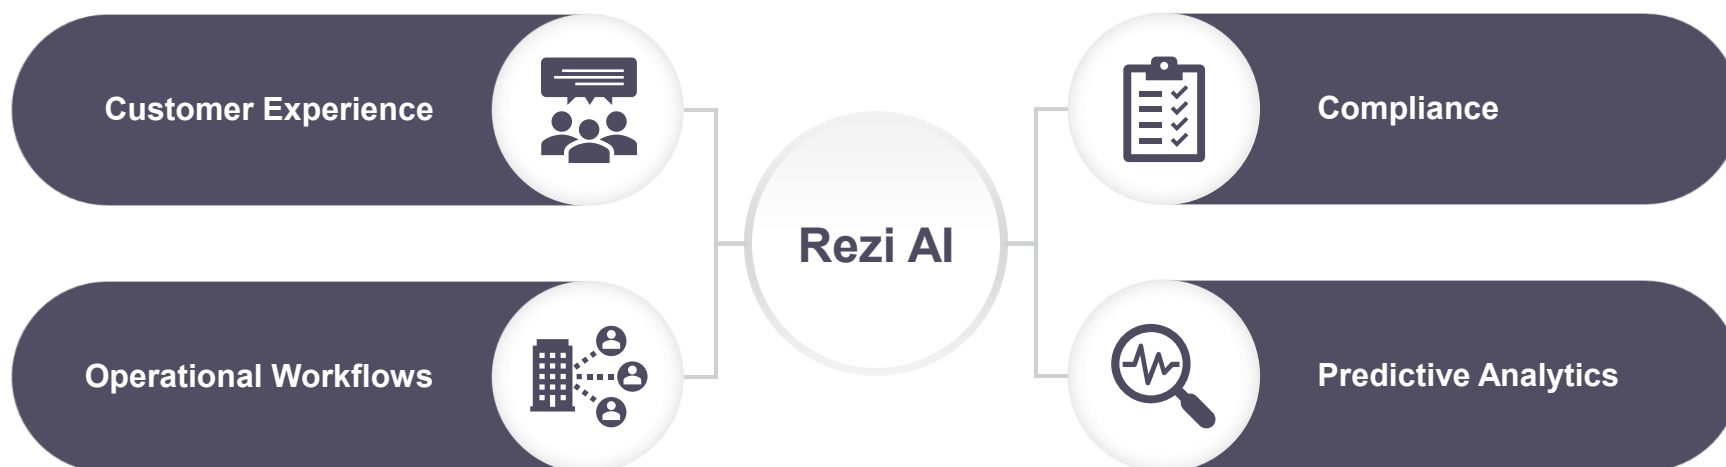 Customer Experience
Operational Workflows
Rezi AI
Compliance
Predictive Analytics